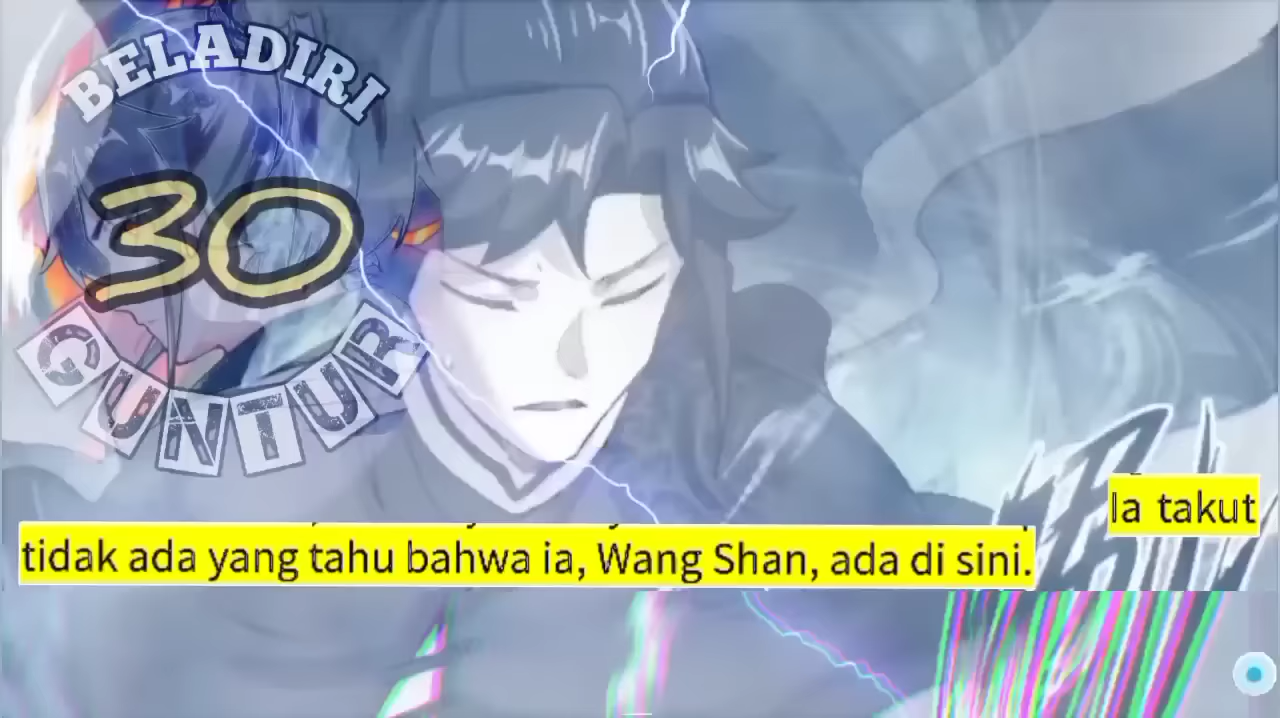 BELADIRI
30
GUNTUR
Ia takut
tidak ada yang tahu bahwa ia, Wang Shan, ada di sini.